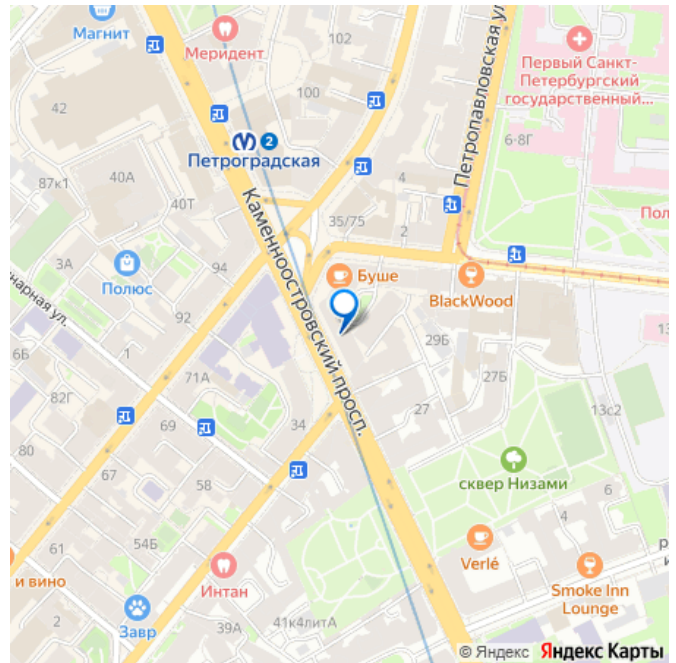 Магнит
Меридент
102
Первый Санкт-
Петербургский
государственный...
100
42
6-8Г
Петропавловская ул
2
Петроградская
40А
87к1
40Т
4
35/75
2
Пол
Каменноостровский просп.
3А
94
Полюс
Буше
BlackWood
нарная ул.
92
29Б
13
6Б
1
71А
27Б
82Г
27
13с2
69
34
80
67
58
сквер Низами
6
4
54Б
61
Verlé
р
и
и вино
Интан
Smoke Inn
Lounge
2
Завр
39А
41к4литА
© Яндекс Яндекс Карты